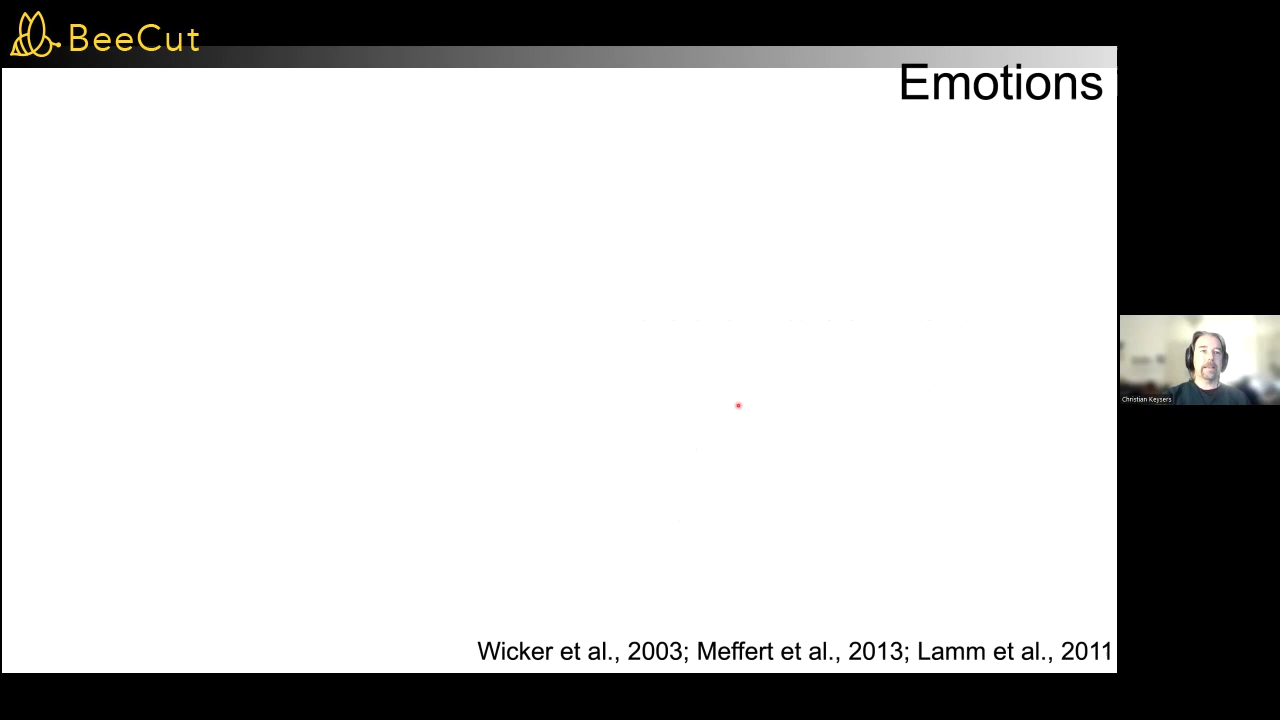 BeeCut
Emotions
Christian Keysers
Wicker et al., 2003; Meffert et al., 2013; Lamm et al., 2011